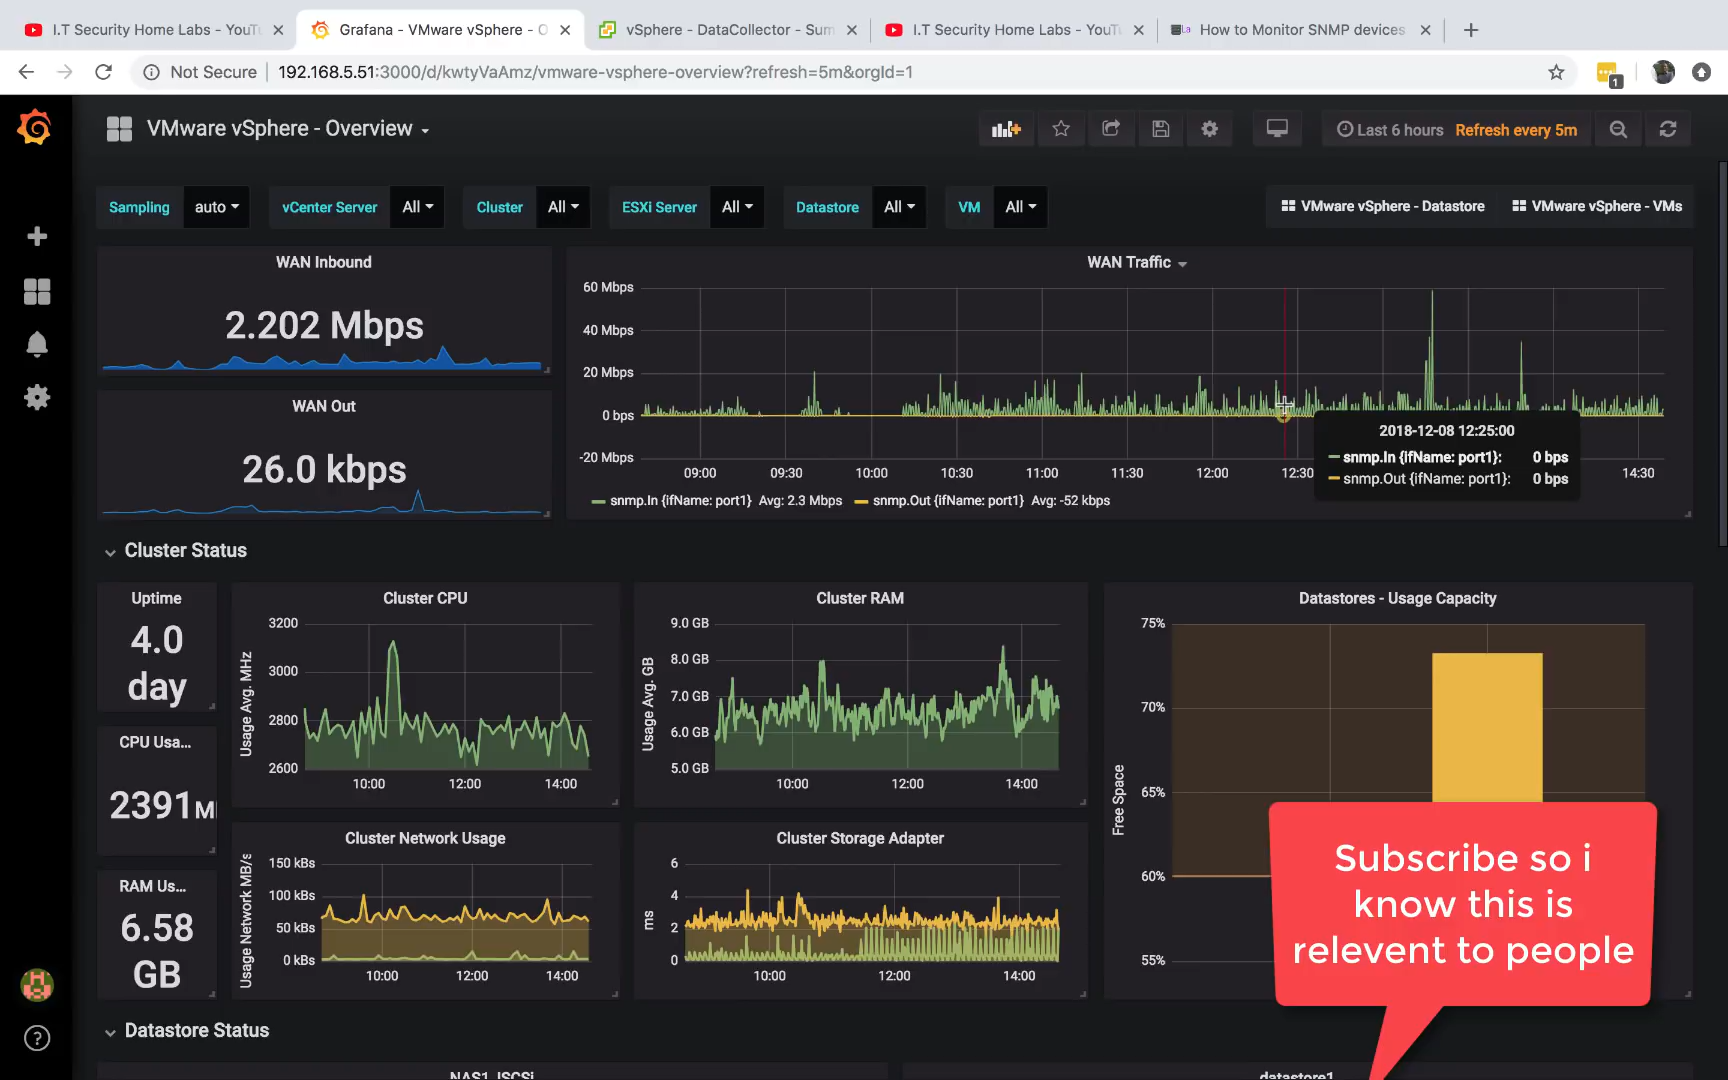 I.T Security Home Labs - YouTu
Grafana - VMware vSphere - O
vSphere - DataCollector - Sum
I.T Security Home Labs - YouTu
How to Monitor SNMP devices
Not Secure
192.168.5.51:3000/d/kwtyVaAmz/vmware-vsphere-overview?refresh=5m&orgId=1
1
VMware vSphere - Overview
Last 6 hours Refresh every 5m
Sampling auto
vCenter Server All
Cluster All
ESXi Server All
Datastore All
VM All
VMware vSphere - Datastore
VMware vSphere - VMs
WAN Inbound
2.202 Mbps
WAN Out
26.0 kbps
WAN Traffic
60 Mbps
40 Mbps
20 Mbps
0 bps
-20 Mbps
09:00 09:30 10:00 10:30 11:00 11:30 12:00 12:30 14:30
2018-12-08 12:25:00
snmp.In {ifName: port1}: 0 bps
snmp.Out {ifName: port1}: 0 bps
snmp.In {ifName: port1} Avg: 2.3 Mbps snmp.Out {ifName: port1} Avg: -52 kbps
Cluster Status
Uptime
4.0
day
CPU Usa...
2391M
RAM Us...
6.58
GB
Cluster CPU
Usage Avg. MHz
3200
3000
2800
2600
10:00 12:00 14:00
Cluster RAM
Usage Avg. GB
9.0 GB
8.0 GB
7.0 GB
6.0 GB
5.0 GB
10:00 12:00 14:00
Datastores - Usage Capacity
Free Space
75%
70%
65%
60%
55%
Cluster Network Usage
Usage Network MB/s
150 kBs
100 kBs
50 kBs
0 kBs
10:00 12:00 14:00
Cluster Storage Adapter
ms
6
4
2
0
10:00 12:00 14:00
Subscribe so i
know this is
relevent to people
Datastore Status
NAS1_ISCSi
datastore1